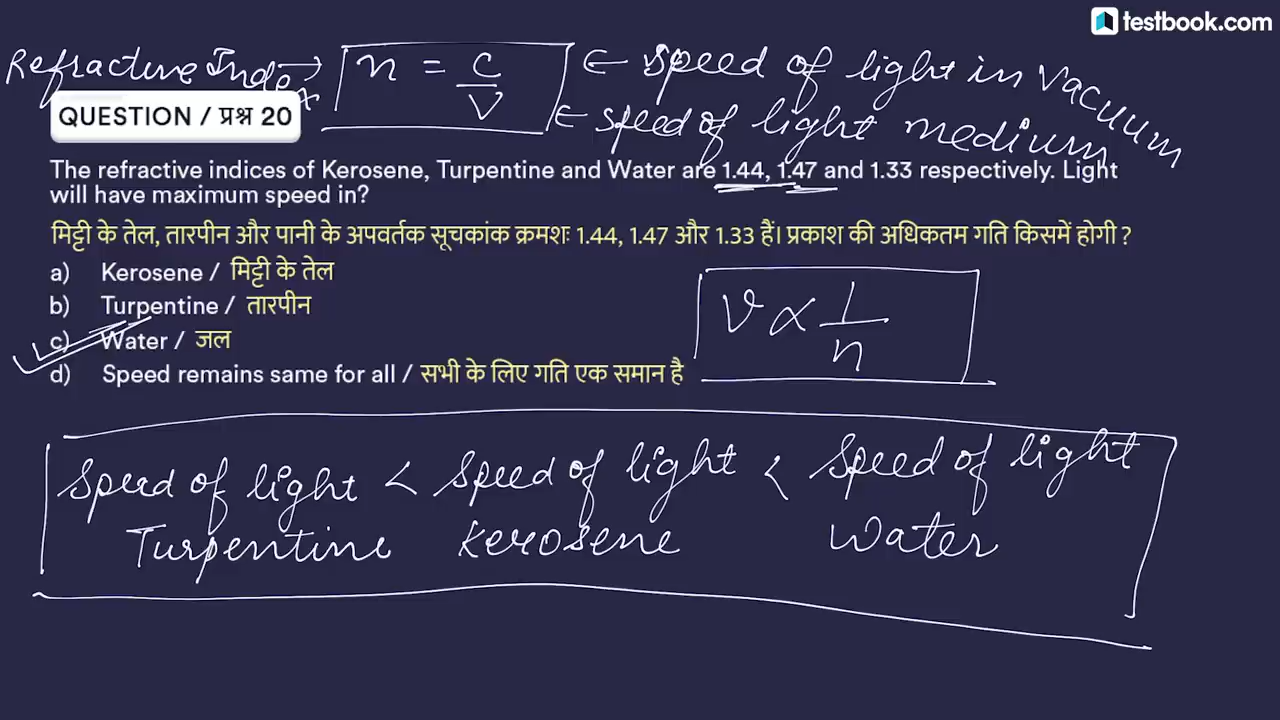 testbook.com
Refractive Index → n = c/v ← speed of light in vacuum
← speed of light medium
QUESTION / प्रश्न 20
The refractive indices of Kerosene, Turpentine and Water are 1.44, 1.47 and 1.33 respectively. Light
will have maximum speed in?
मिट्टी के तेल, तारपीन और पानी के अपवर्तक सूचकांक क्रमशः 1.44, 1.47 और 1.33 हैं। प्रकाश की अधिकतम गति किसमें होगी ?
a) Kerosene / मिट्टी के तेल
b) Turpentine / तारपीन
c) Water / जल
d) Speed remains same for all / सभी के लिए गति एक समान है
v ∝ 1/n
Speed of light < Speed of light < Speed of light
Turpentine Kerosene Water